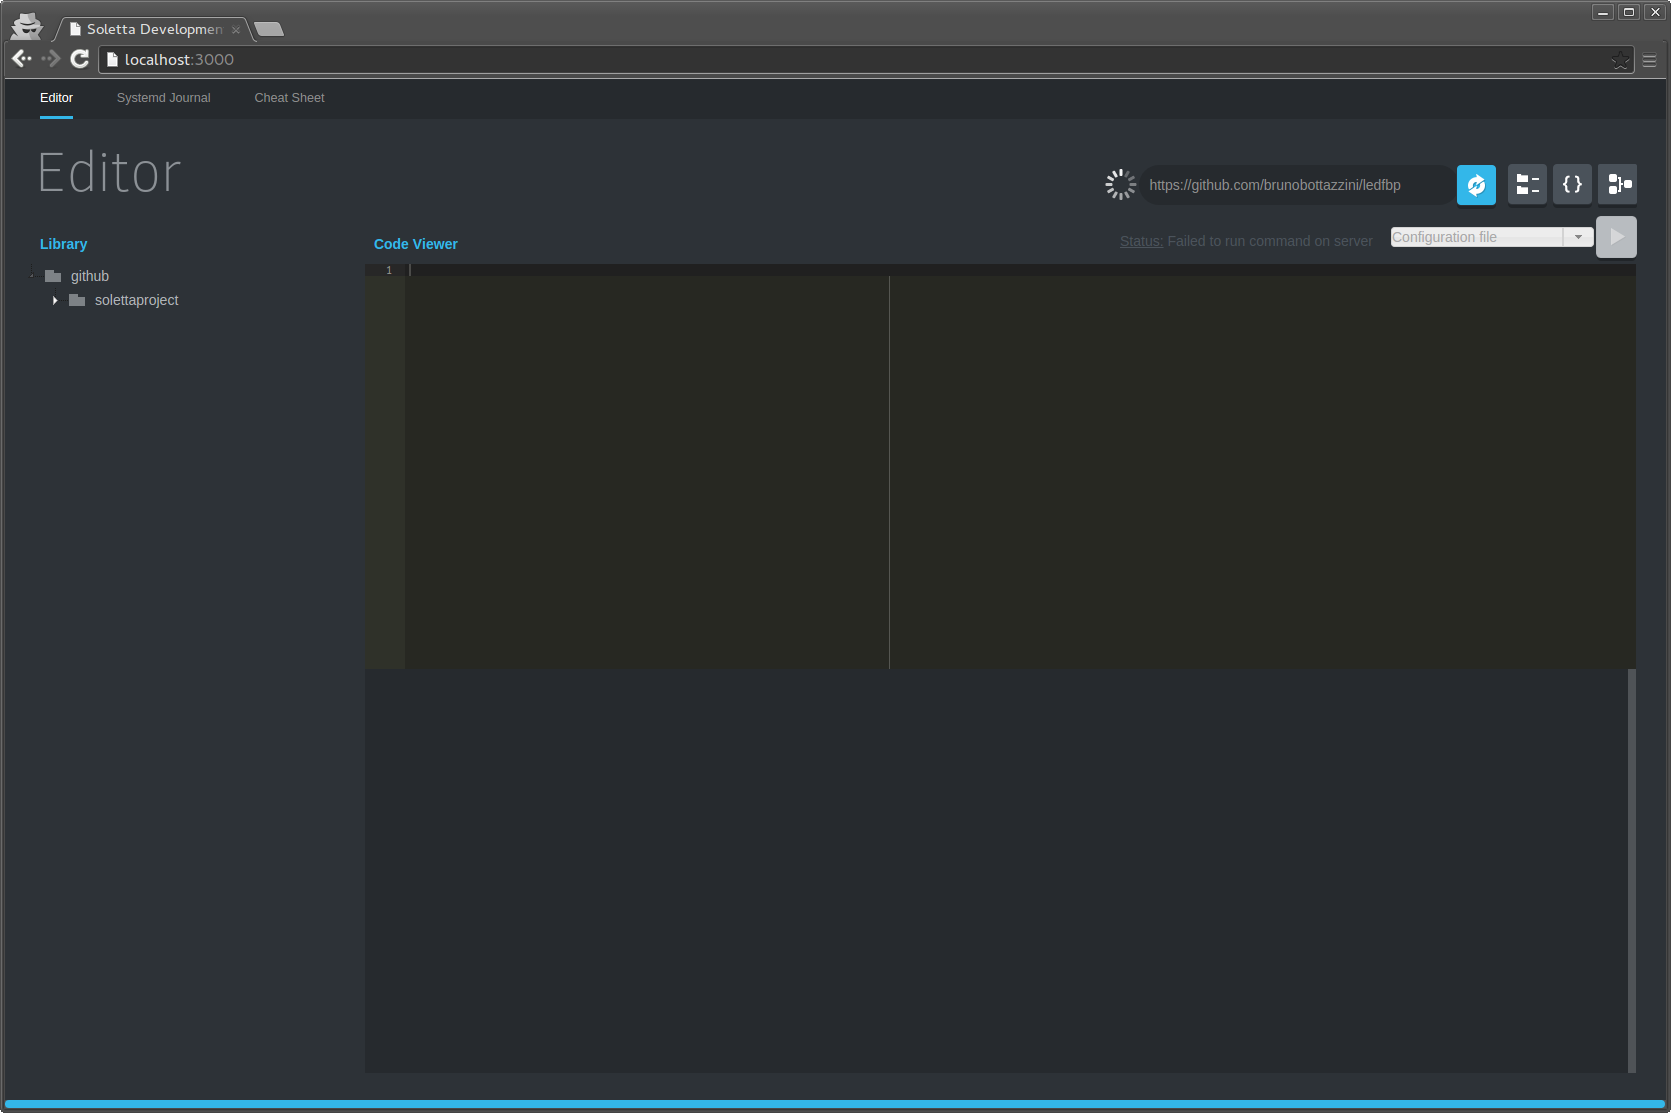 Soletta Developmen
localhost:3000
Editor Systemd Journal Cheat Sheet
Editor
https://github.com/brunobottazzini/ledfbp
{ }
Library
Code Viewer
Status: Failed to run command on server
Configuration file
github
solettaproject
1